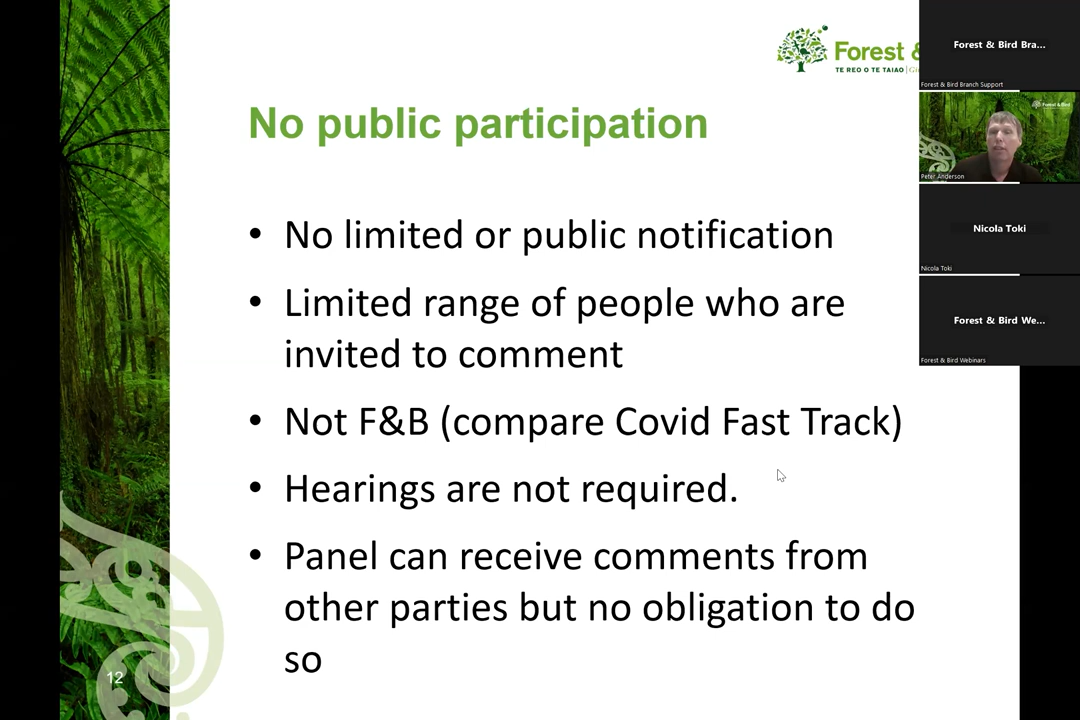 Forest &
TE REO O TE TAIAO
No public participation
• No limited or public notification
• Limited range of people who are
invited to comment
• Not F&B (compare Covid Fast Track)
• Hearings are not required.
• Panel can receive comments from
other parties but no obligation to do
so
12
Forest & Bird Bra...
Forest & Bird Branch Support
Forest & Bird
Peter Anderson
Nicola Toki
Nicola Toki
Forest & Bird We...
Forest & Bird Webinars